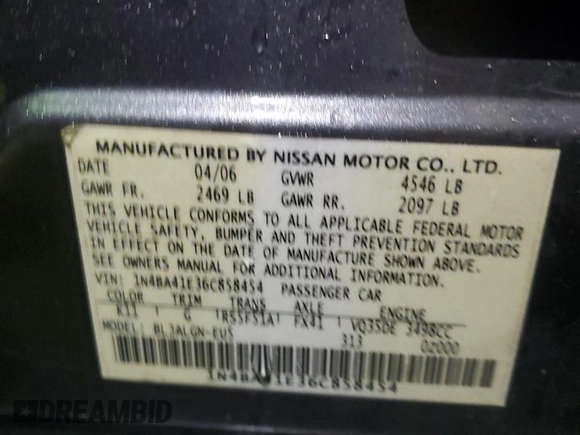 MANUFACTURED BY NISSAN MOTOR CO., LTD.
DATE 04/06 GVWR 4546 LB
GAWR FR. 2469 LB GAWR RR. 2097 LB
THIS VEHICLE CONFORMS TO ALL APPLICABLE FEDERAL MOTOR
VEHICLE SAFETY, BUMPER AND THEFT PREVENTION STANDARDS
IN EFFECT ON THE DATE OF MANUFACTURE SHOWN ABOVE.
SEE OWNERS MANUAL FOR ADDITIONAL INFORMATION.
VIN: 1N4BA41E36C858454 PASSENGER CAR
COLOR TRIM TRANS AXLE ENGINE
K11 G RS5F51A FX41 VQ35DE 3498CC
MODEL: BL3ALGN-EUS 313 02000
1N4BA41E36C858454
DREAMBID